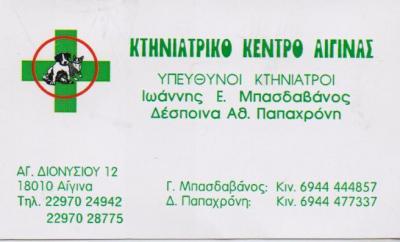 ΚΤΗΝΙΑΤΡΙΚΟ ΚΕΝΤΡΟ ΑΙΓΙΝΑΣ
ΥΠΕΥΘΥΝΟΙ ΚΤΗΝΙΑΤΡΟΙ
Ιωάννης Ε. Μπασδαβάνος
Δέσποινα Αθ. Παπαχρόνη
ΑΓ. ΔΙΟΝΥΣΙΟΥ 12
18010 Αίγινα
Τηλ. 22970 24942
22970 28775
Γ. Μπασδαβάνος: Κιν. 6944 444857
Δ. Παπαχρόνη: Κιν. 6944 477337